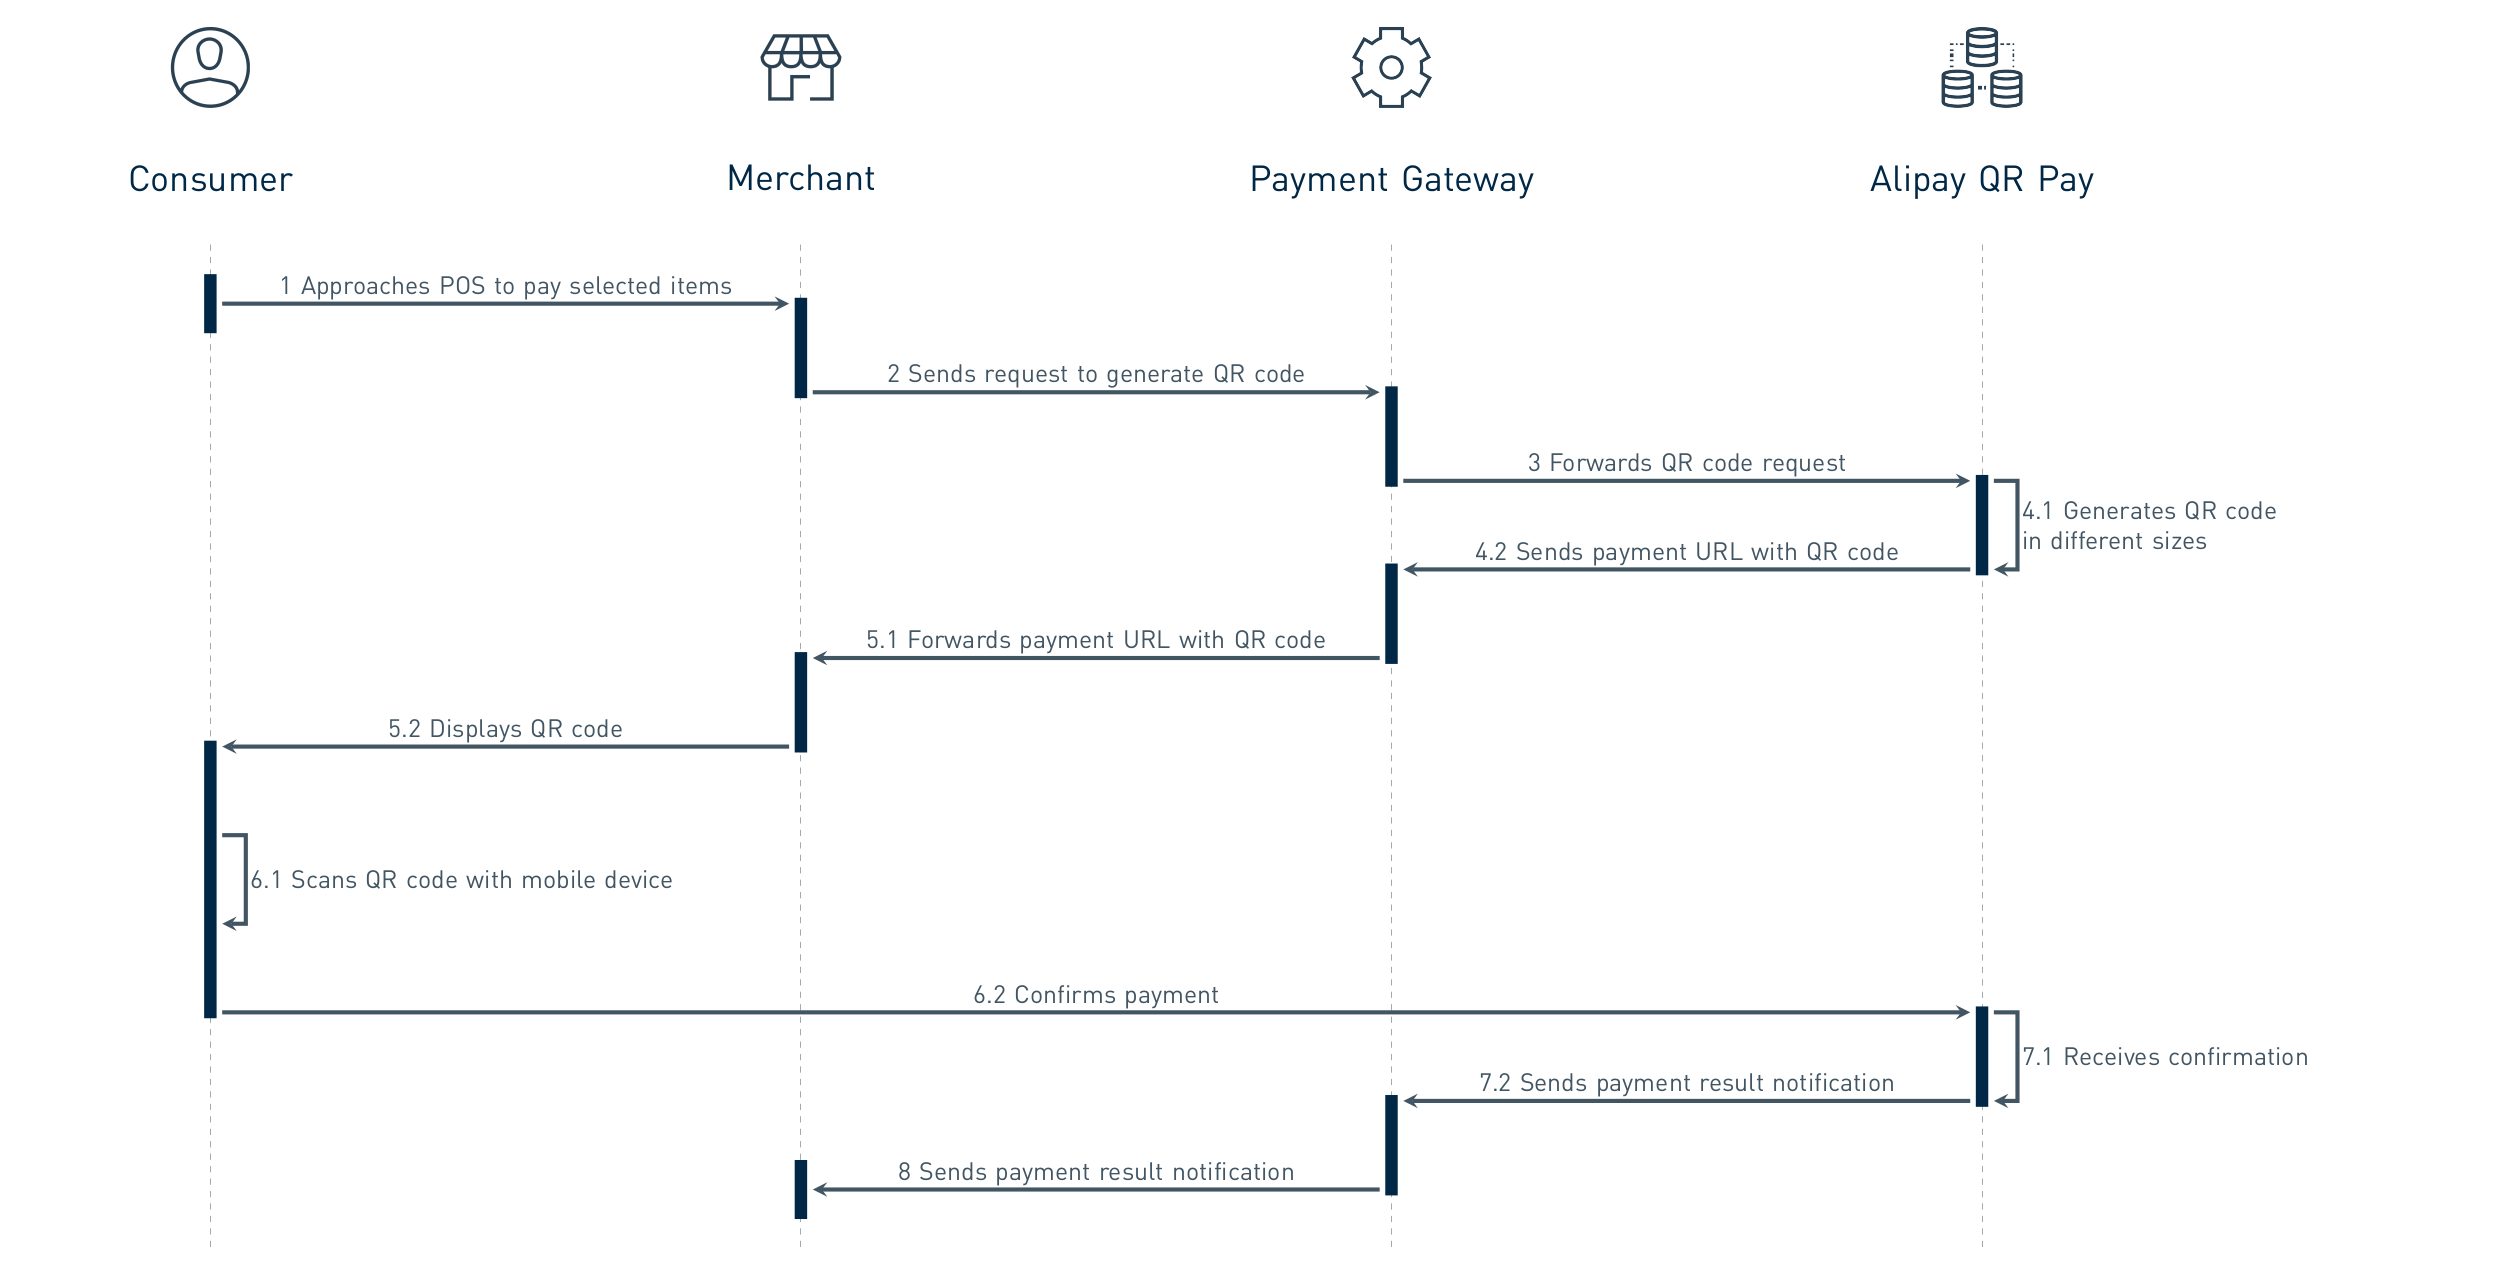 Consumer
Merchant
Payment Gateway
Alipay QR Pay
1 Approaches POS to pay selected items
2 Sends request to generate QR code
3 Forwards QR code request
4.1 Generates QR code
in different sizes
4.2 Sends payment URL with QR code
5.1 Forwards payment URL with QR code
5.2 Displays QR code
6.1 Scans QR code with mobile device
6.2 Confirms payment
7.1 Receives confirmation
7.2 Sends payment result notification
8 Sends payment result notification